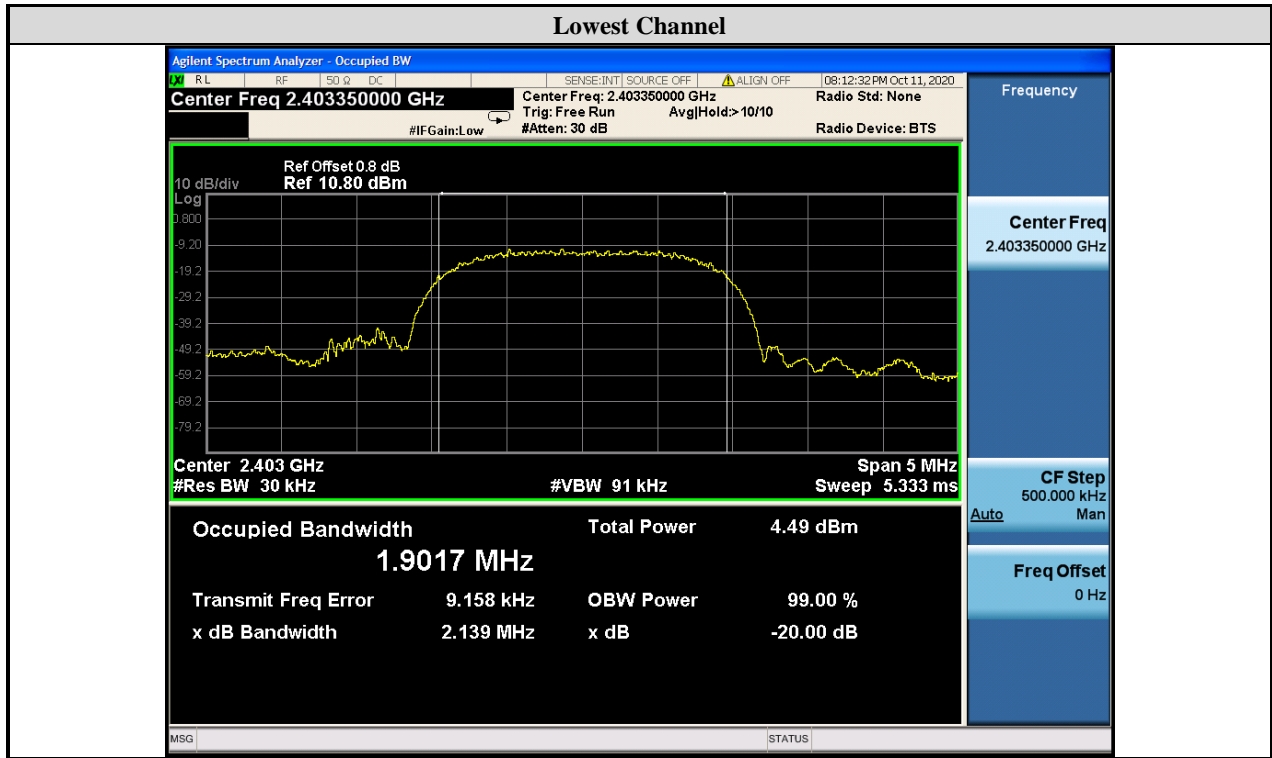 Lowest Channel
Agilent Spectrum Analyzer - Occupied BW
LXI RL RF 50 Ω DC SENSE:INT SOURCE OFF ALIGN OFF 08:12:32 PM Oct 11, 2020
Center Freq 2.403350000 GHz
Center Freq: 2.403350000 GHz Radio Std: None
Trig: Free Run Avg|Hold:> 10/10
#IFGain:Low #Atten: 30 dB Radio Device: BTS
Frequency
Ref Offset 0.8 dB
10 dB/div Ref 10.80 dBm
Log
0.800
-9.20
-19.2
-29.2
-39.2
-49.2
-59.2
-69.2
-79.2
Center 2.403 GHz Span 5 MHz
#Res BW 30 kHz #VBW 91 kHz Sweep 5.333 ms
Occupied Bandwidth Total Power 4.49 dBm
1.9017 MHz
Transmit Freq Error 9.158 kHz OBW Power 99.00 %
x dB Bandwidth 2.139 MHz x dB -20.00 dB
Center Freq
2.403350000 GHz
CF Step
500.000 kHz
Auto Man
Freq Offset
0 Hz
MSG STATUS